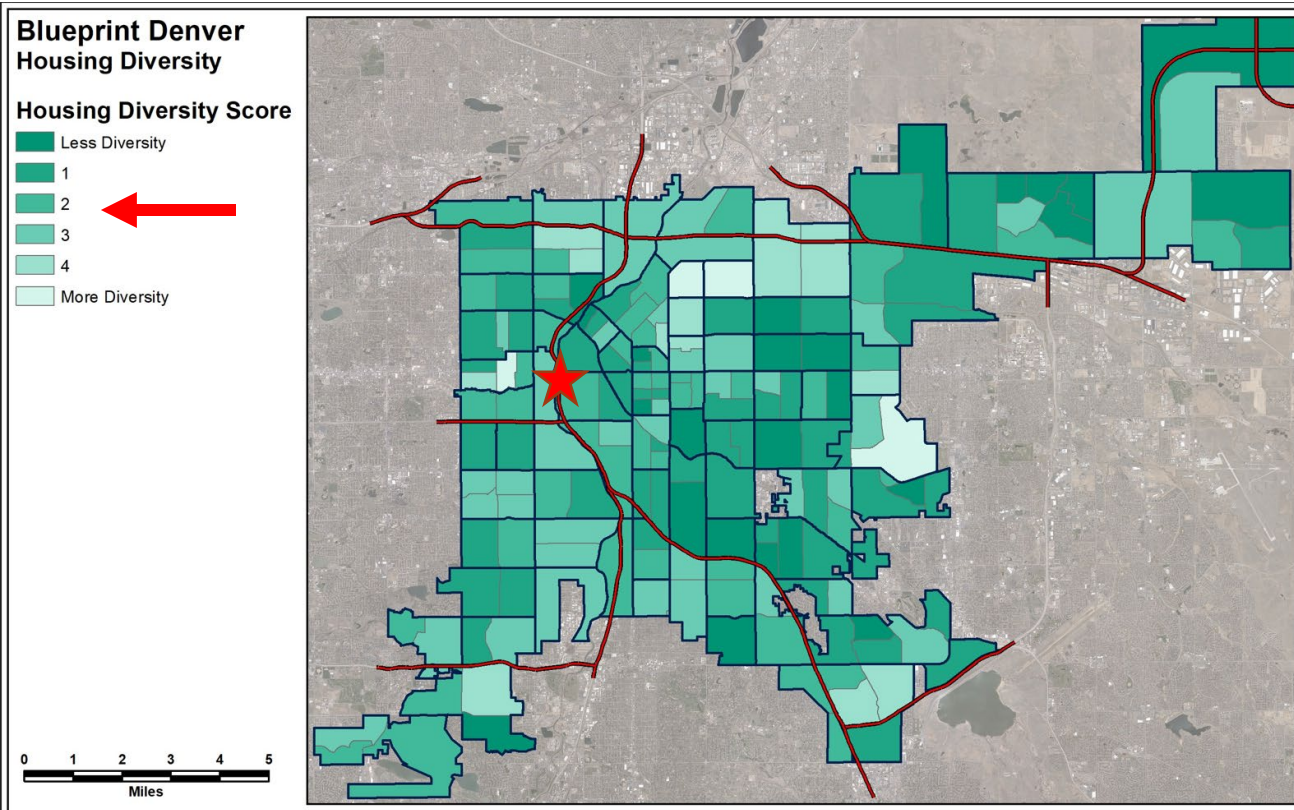 Blueprint Denver
Housing Diversity
Housing Diversity Score
Less Diversity
1
2
3
4
More Diversity
0 1 2 3 4 5
Miles